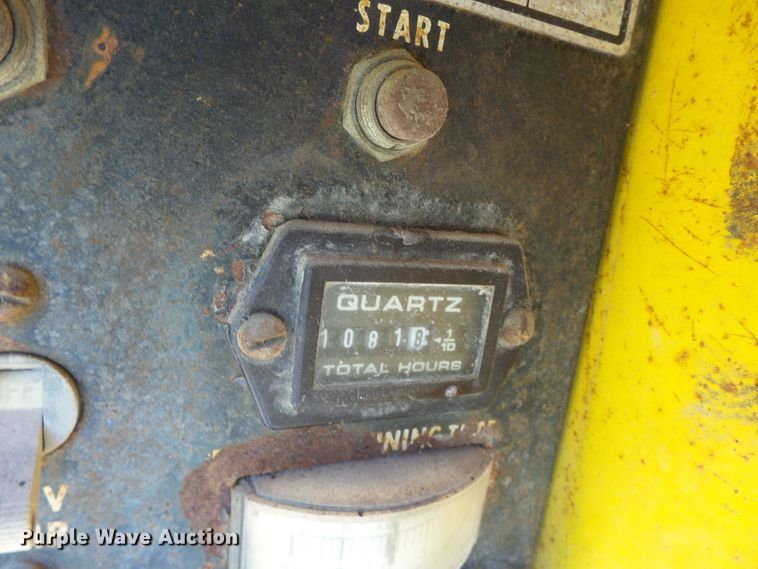 START
QUARTZ
1081 1/10
TOTAL HOURS
V
Purple Wave Auction